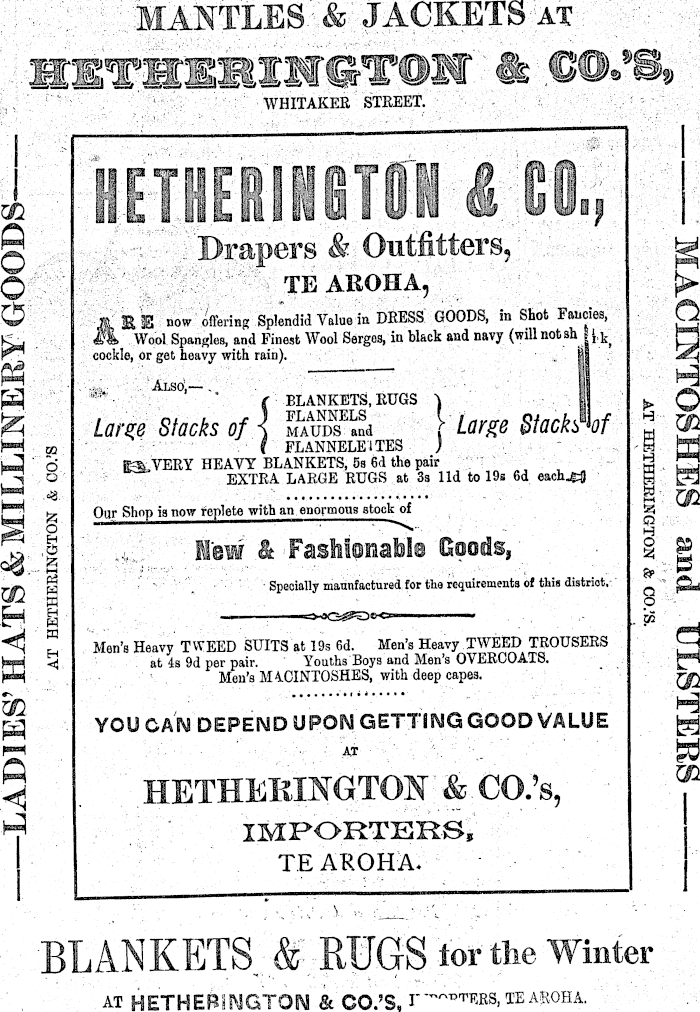 MANTLES & JACKETS AT
HETHERINGTON & CO.'S,
WHITAKER STREET.
LADIES' HATS & MILLINERY GOODS
AT HETHERINGTON & CO.'S
HETHERINGTON & CO.,
Drapers & Outfitters,
TE AROHA,
ARE now offering Splendid Value in DRESS GOODS, in Shot Fancies,
Wool Spangles, and Finest Wool Serges, in black and navy (will not
cockle, or get heavy with rain).
ALSO,—
Large Stacks of { BLANKETS, RUGS
FLANNELS
MAUDS and
FLANNELETTES } Large Stacks of
VERY HEAVY BLANKETS, 5s 6d the pair
EXTRA LARGE RUGS at 3s 11d to 19s 6d each.
Our Shop is now replete with an enormous stock of
New & Fashionable Goods,
Specially maunfactured for the requirements of this district.
Men's Heavy TWEED SUITS at 19s 6d. Men's Heavy TWEED TROUSERS
at 4s 9d per pair. Youths Boys and Men's OVERCOATS.
Men's MACINTOSHES, with deep capes.
YOU CAN DEPEND UPON GETTING GOOD VALUE
AT
HETHERINGTON & CO.'s,
IMPORTERS,
TE AROHA.
AT HETHERINGTON & CO.'S.
MACINTOSHES and ULSTERS
BLANKETS & RUGS for the Winter
AT HETHERINGTON & CO.'S, IMPORTERS, TE AROHA.